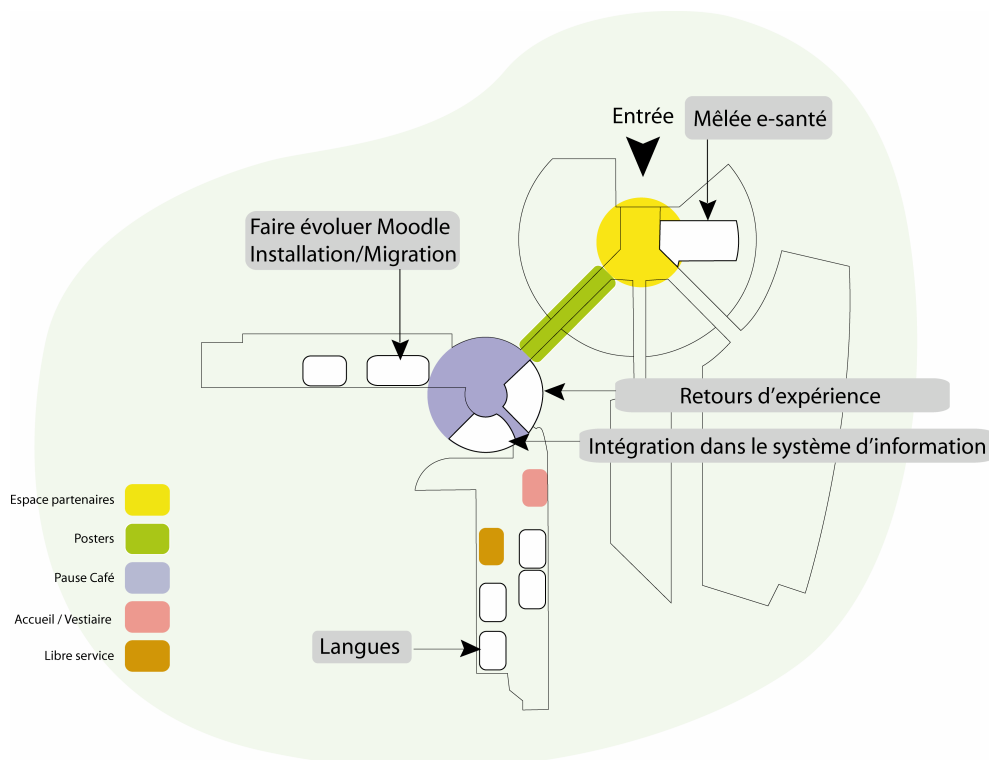 Entrée
Mêlée e-santé
Faire évoluer Moodle
Installation/Migration
Retours d’expérience
Intégration dans le système d’information
Espace partenaires
Posters
Pause Café
Accueil / Vestiaire
Libre service
Langues